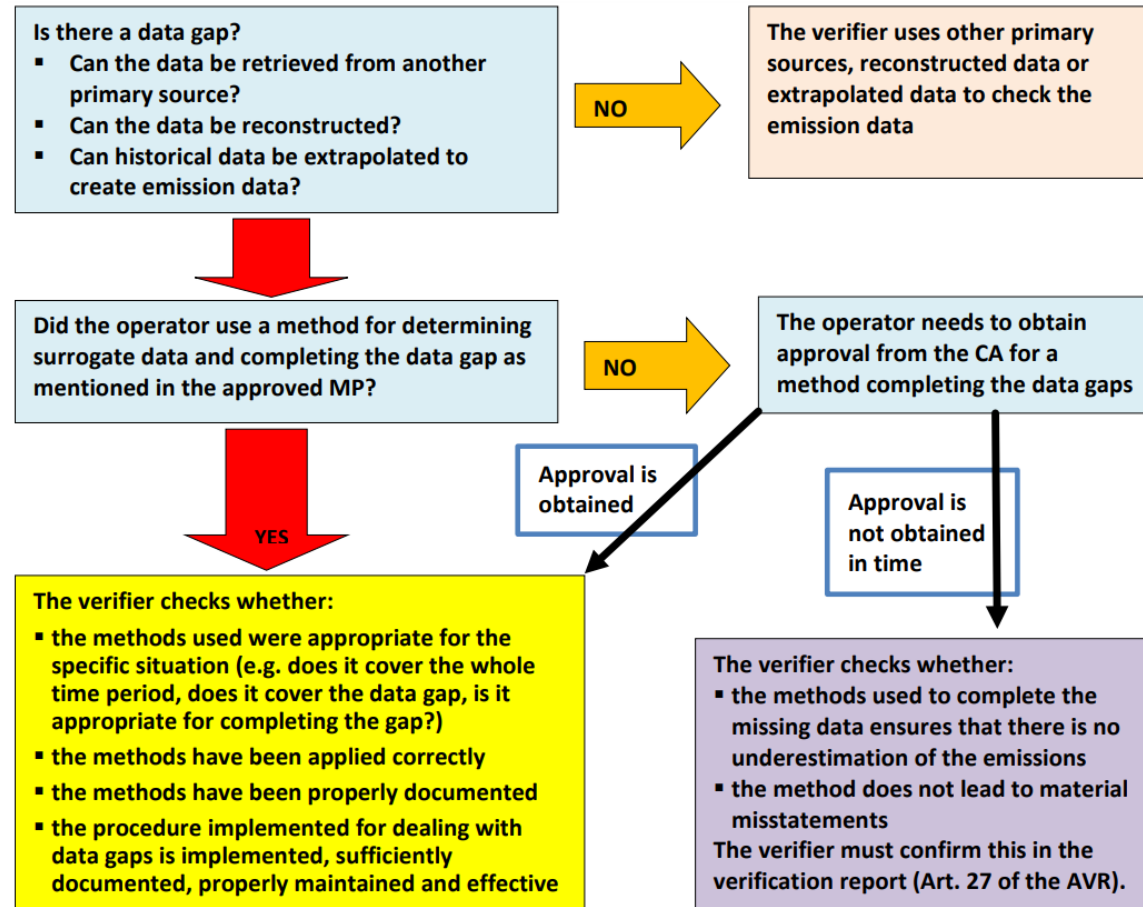 Is there a data gap?
▪ Can the data be retrieved from another
primary source?
▪ Can the data be reconstructed?
▪ Can historical data be extrapolated to
create emission data?
NO
The verifier uses other primary
sources, reconstructed data or
extrapolated data to check the
emission data
Did the operator use a method for determining
surrogate data and completing the data gap as
mentioned in the approved MP?
NO
The operator needs to obtain
approval from the CA for a
method completing the data gaps
YES
Approval is
obtained
Approval is
not obtained
in time
The verifier checks whether:
▪ the methods used were appropriate for the
specific situation (e.g. does it cover the whole
time period, does it cover the data gap, is it
appropriate for completing the gap?)
▪ the methods have been applied correctly
▪ the methods have been properly documented
▪ the procedure implemented for dealing with
data gaps is implemented, sufficiently
documented, properly maintained and effective
The verifier checks whether:
▪ the methods used to complete the
missing data ensures that there is no
underestimation of the emissions
▪ the method does not lead to material
misstatements
The verifier must confirm this in the
verification report (Art. 27 of the AVR).